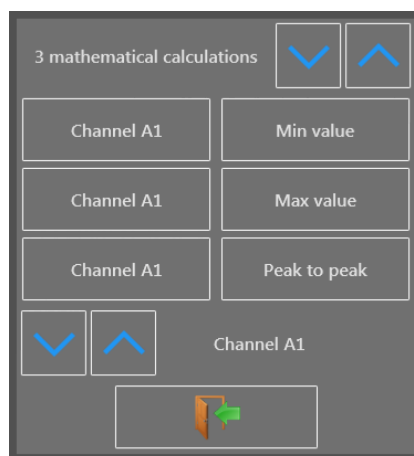 3 mathematical calculations
Channel A1 Min value
Channel A1 Max value
Channel A1 Peak to peak
Channel A1